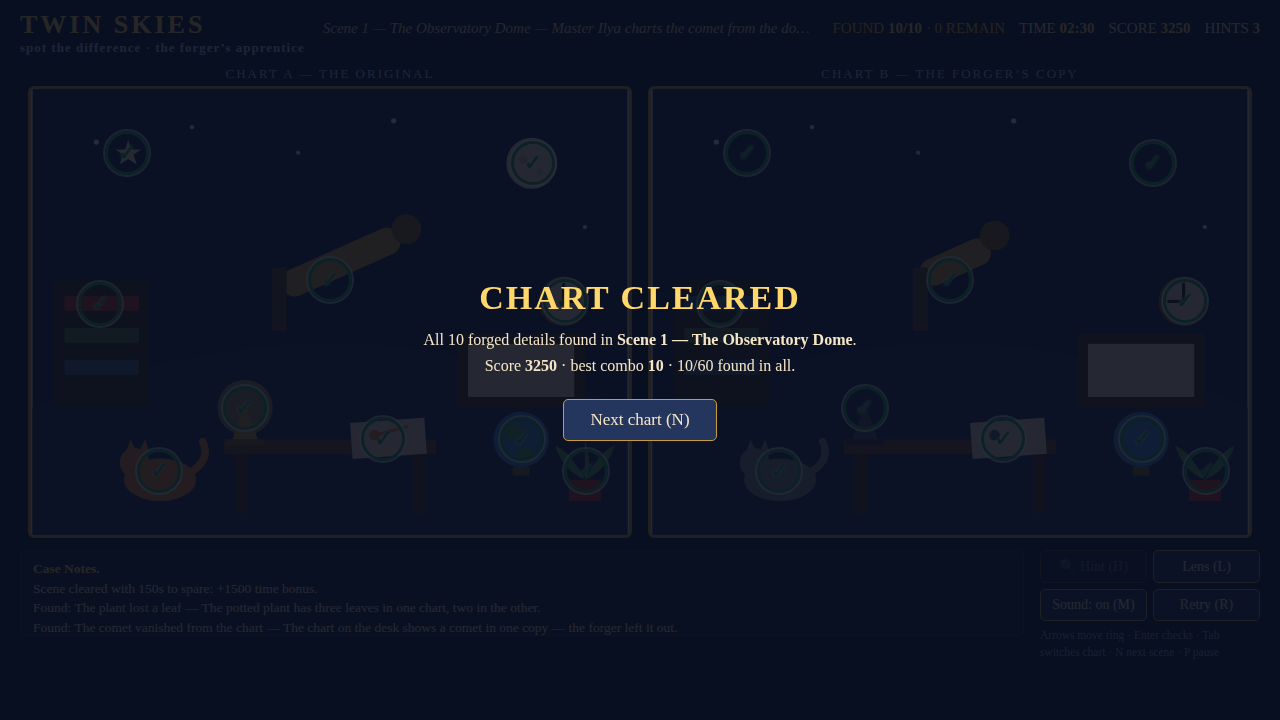 TWIN SKIES
spot the difference · the forger's apprentice
Scene 1 — The Observatory Dome — Master Ilya charts the comet from the do…
FOUND 10/10 · 0 REMAIN TIME 02:30 SCORE 3250 HINTS 3
CHART A — THE ORIGINAL
CHART B — THE FORGER'S COPY
CHART CLEARED
All 10 forged details found in Scene 1 — The Observatory Dome.
Score 3250 · best combo 10 · 10/60 found in all.
Next chart (N)
Case Notes.
Scene cleared with 150s to spare: +1500 time bonus.
Found: The plant lost a leaf — The potted plant has three leaves in one chart, two in the other.
Found: The comet vanished from the chart — The chart on the desk shows a comet in one copy — the forger left it out.
Hint (H)
Lens (L)
Sound: on (M)
Retry (R)
Arrows move ring · Enter checks · Tab
switches chart · N next scene · P pause